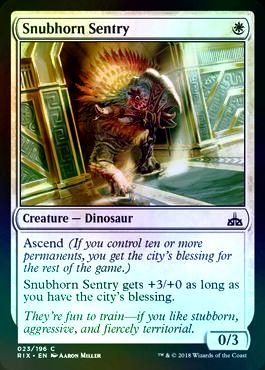 Snubhorn Sentry
Creature — Dinosaur
Ascend (If you control ten or more
permanents, you get the city's blessing for
the rest of the game.)
Snubhorn Sentry gets +3/+0 as long as
you have the city's blessing.
They're fun to train—if you like stubborn,
aggressive, and fiercely territorial.
0/3
023/196 C
RIX • EN Aaron Miller
™ & © 2018 Wizards of the Coast